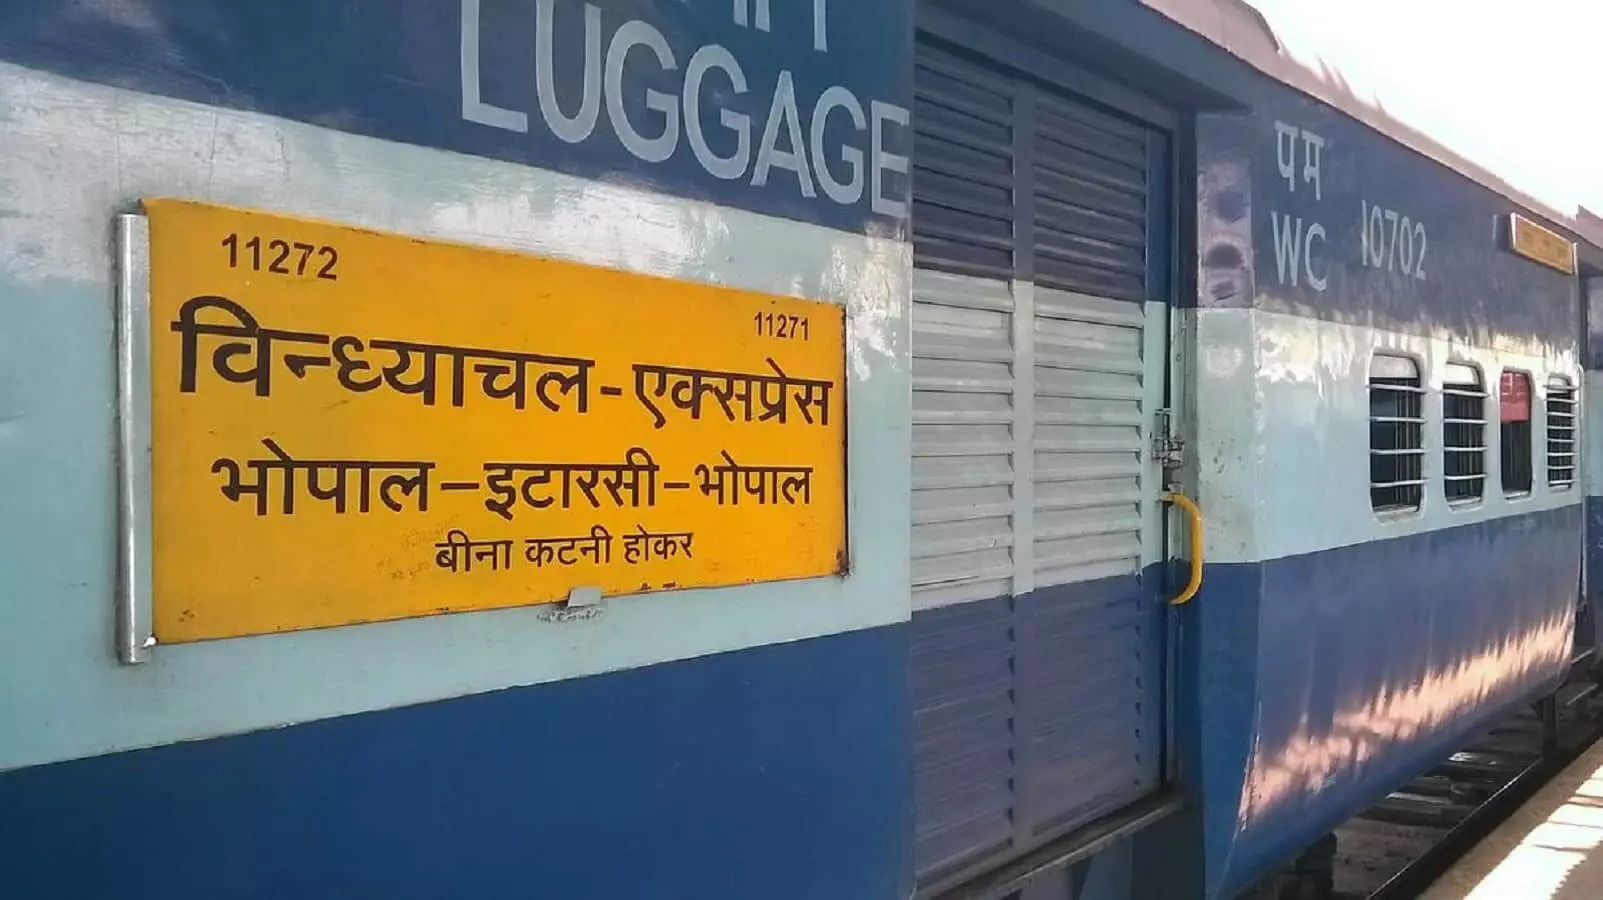 LUGGAGE
11272
11271
विन्ध्याचल-एक्सप्रेस
भोपाल-इटारसी-भोपाल
बीना कटनी होकर
पम
WC 10702